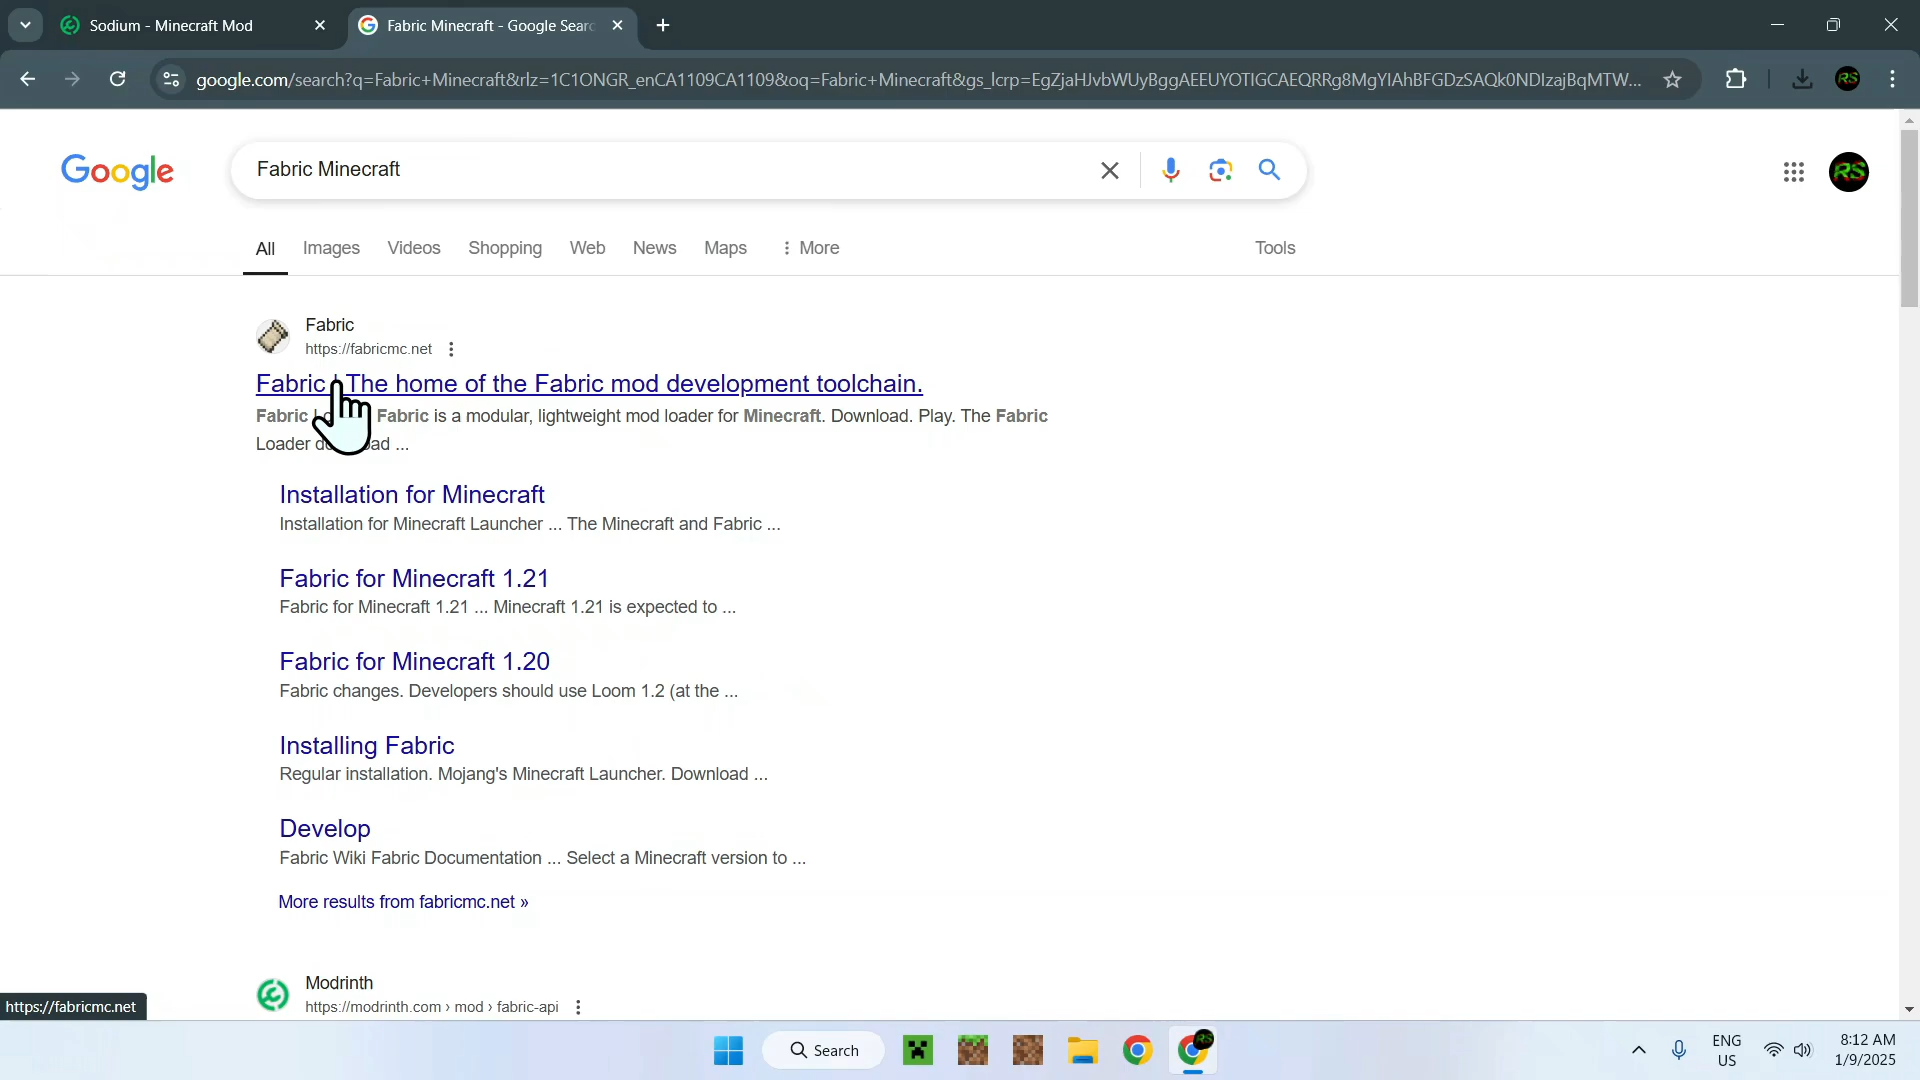 Sodium - Minecraft Mod
Fabric Minecraft - Google Sear
google.com/search?q=Fabric+Minecraft&rlz=1C1ONGR_enCA1109CA1109&oq=Fabric+Minecraft&gs_lcrp=EgZjaHJvbWUyBggAEEUYOTIGCAEQRRg8MgYIAhBFGDzSAQk0NDIzajBqMTW...
RS
Google
Fabric Minecraft
RS
All
Images
Videos
Shopping
Web
News
Maps
More
Tools
Fabric
https://fabricmc.net
Fabric | The home of the Fabric mod development toolchain.
Fabric Fabric is a modular, lightweight mod loader for Minecraft. Download. Play. The Fabric
Loader ...
Installation for Minecraft
Installation for Minecraft Launcher ... The Minecraft and Fabric ...
Fabric for Minecraft 1.21
Fabric for Minecraft 1.21 ... Minecraft 1.21 is expected to ...
Fabric for Minecraft 1.20
Fabric changes. Developers should use Loom 1.2 (at the ...
Installing Fabric
Regular installation. Mojang's Minecraft Launcher. Download ...
Develop
Fabric Wiki Fabric Documentation ... Select a Minecraft version to ...
More results from fabricmc.net »
Modrinth
https://modrinth.com › mod › fabric-api
https://fabricmc.net
Search
RS
ENG
US
8:12 AM
1/9/2025